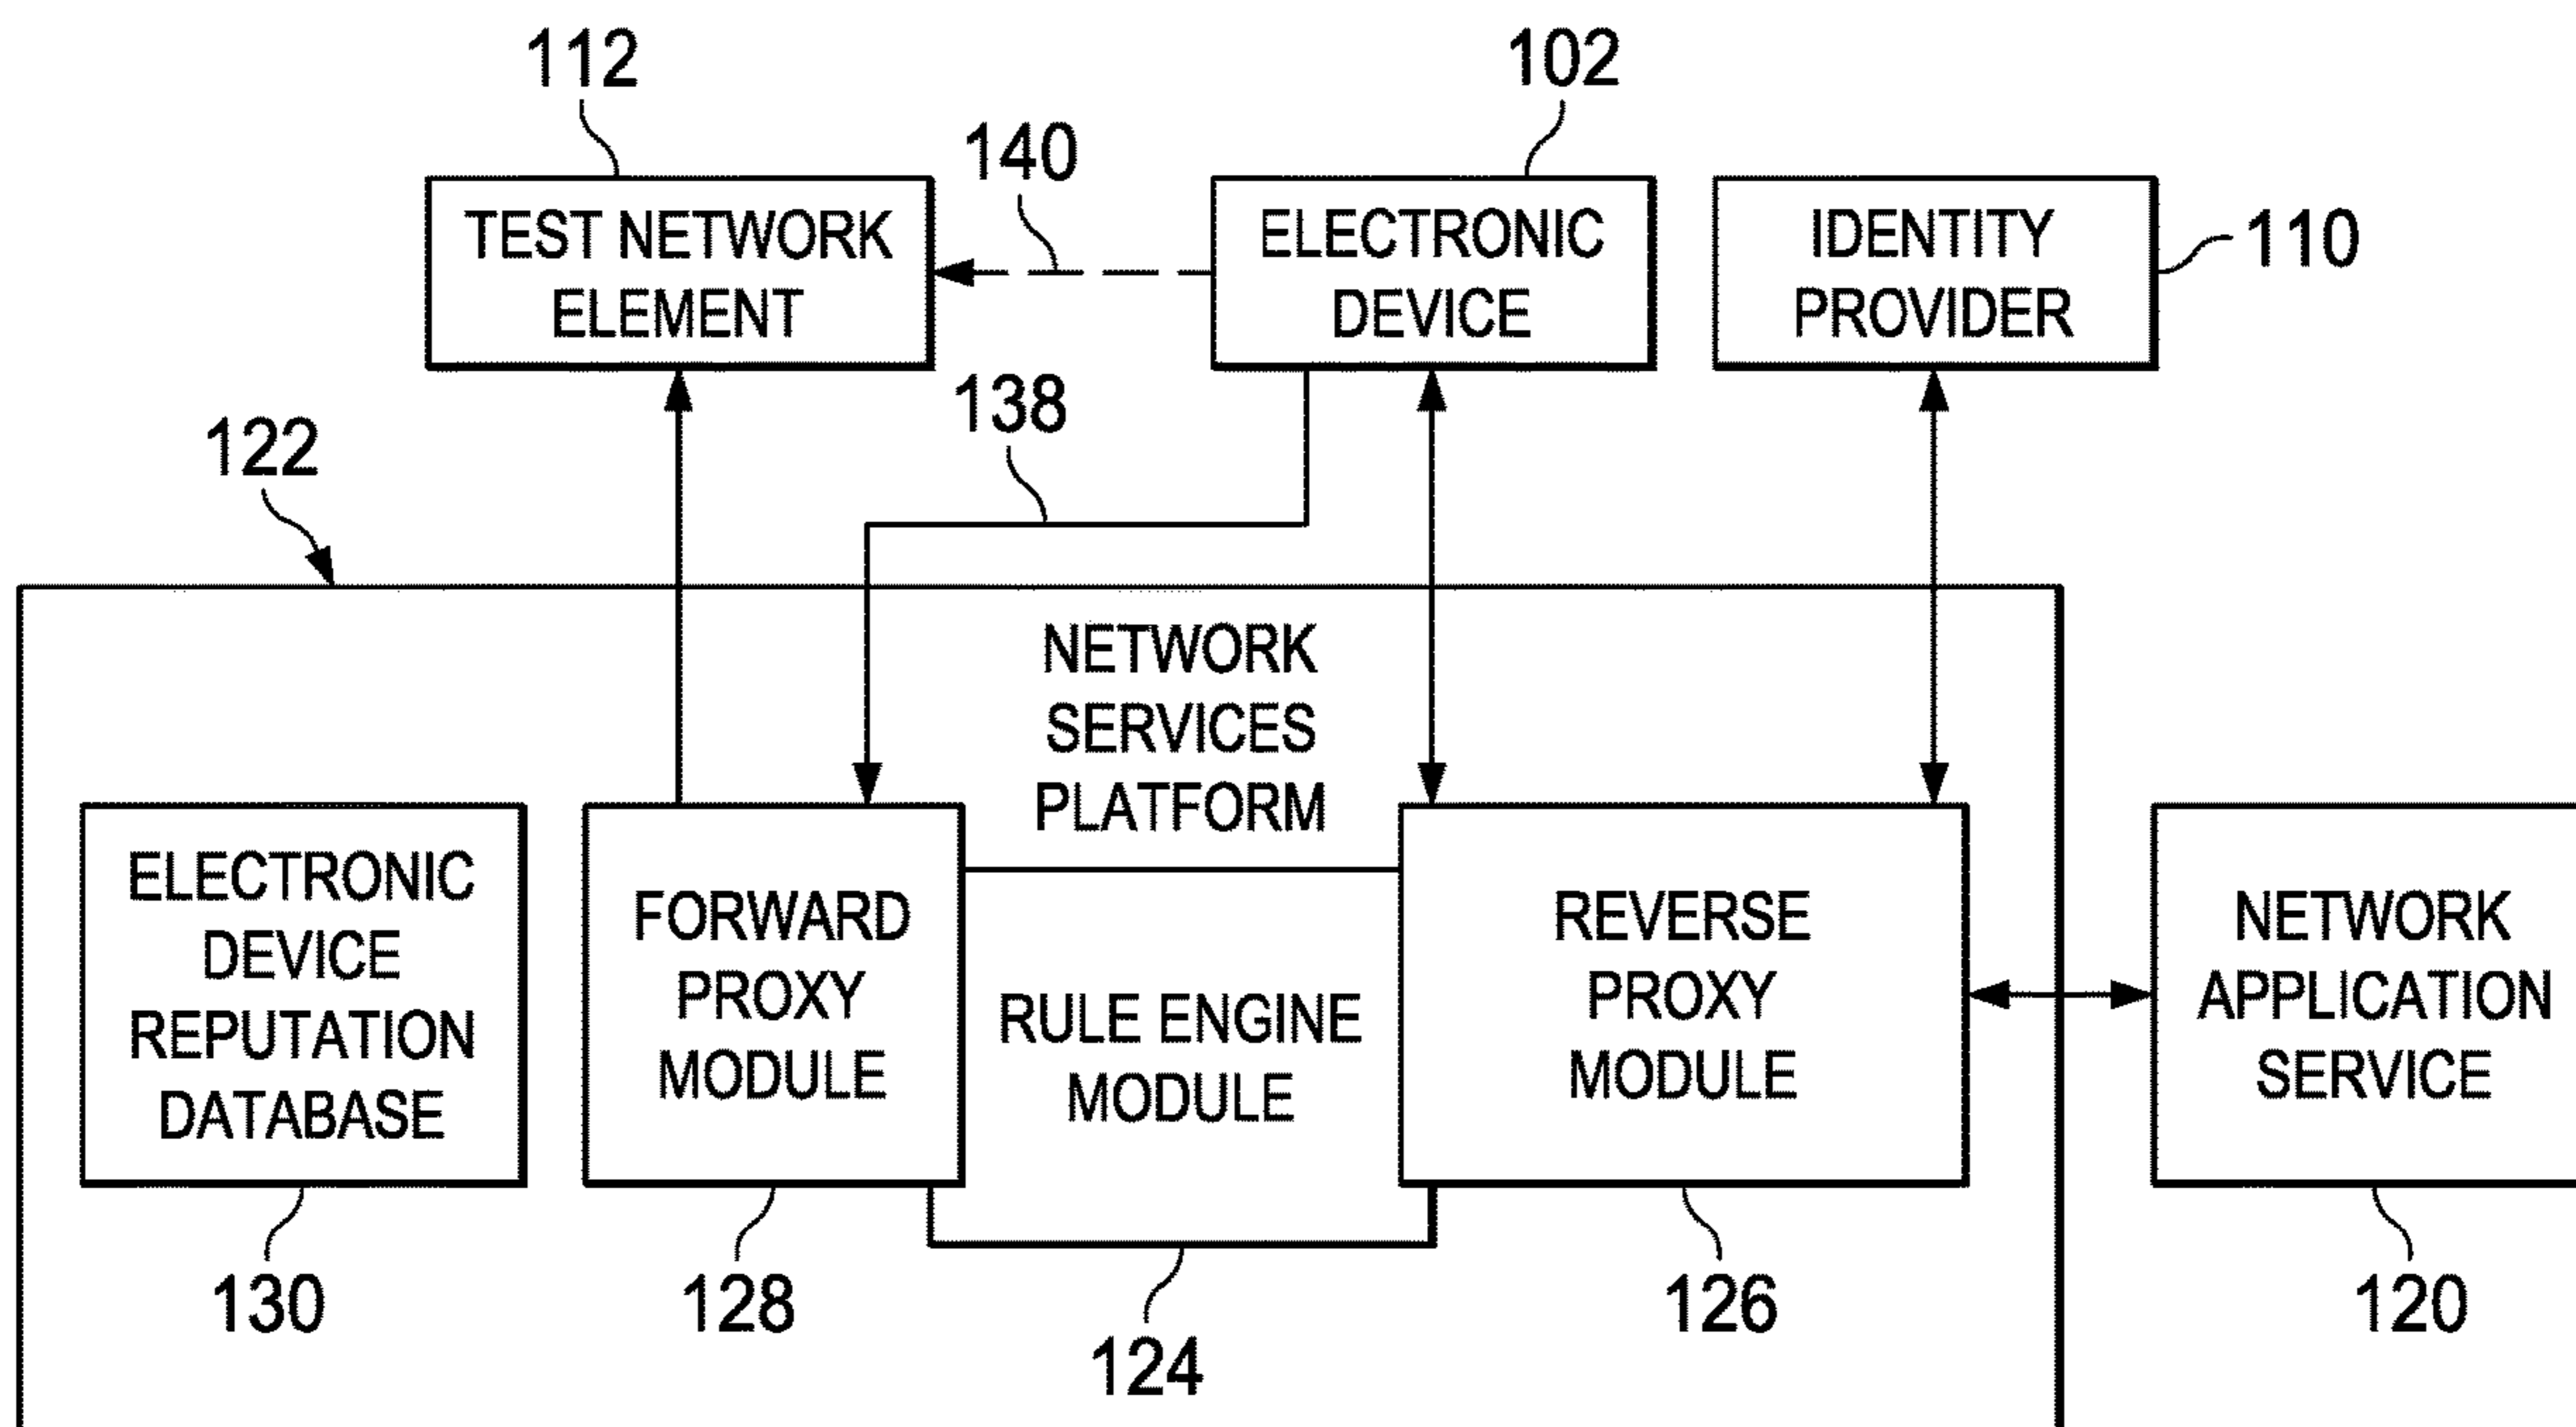 112
102
140
TEST NETWORK
ELEMENT
ELECTRONIC
DEVICE
IDENTITY
PROVIDER
110
138
122
NETWORK
SERVICES
PLATFORM
ELECTRONIC
DEVICE
REPUTATION
DATABASE
FORWARD
PROXY
MODULE
RULE ENGINE
MODULE
REVERSE
PROXY
MODULE
NETWORK
APPLICATION
SERVICE
130
128
124
126
120